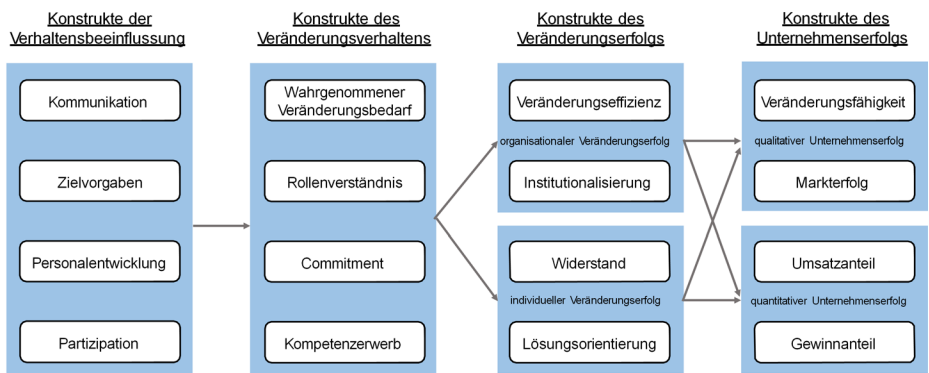 Konstrukte der
Verhaltensbeeinflussung
Kommunikation
Zielvorgaben
Personalentwicklung
Partizipation
Konstrukte des
Veränderungsverhaltens
Wahrgenommener
Veränderungsbedarf
Rollenverständnis
Commitment
Kompetenzerwerb
Konstrukte des
Veränderungserfolgs
Veränderungseffizienz
organisationaler Veränderungserfolg
Institutionalisierung
Widerstand
individueller Veränderungserfolg
Lösungsorientierung
Konstrukte des
Unternehmenserfolgs
Veränderungsfähigkeit
qualitativer Unternehmenserfolg
Markterfolg
Umsatzanteil
quantitativer Unternehmenserfolg
Gewinnanteil